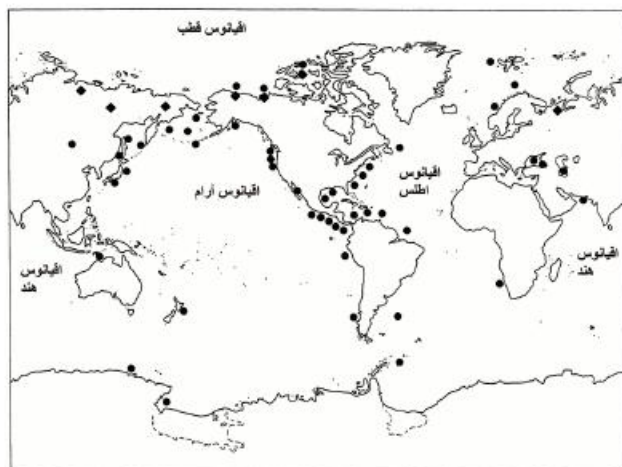 اقیانوس قطب
اقیانوس
اطلس
اقیانوس آرام
اقیانوس
هند
اقیانوس
هند